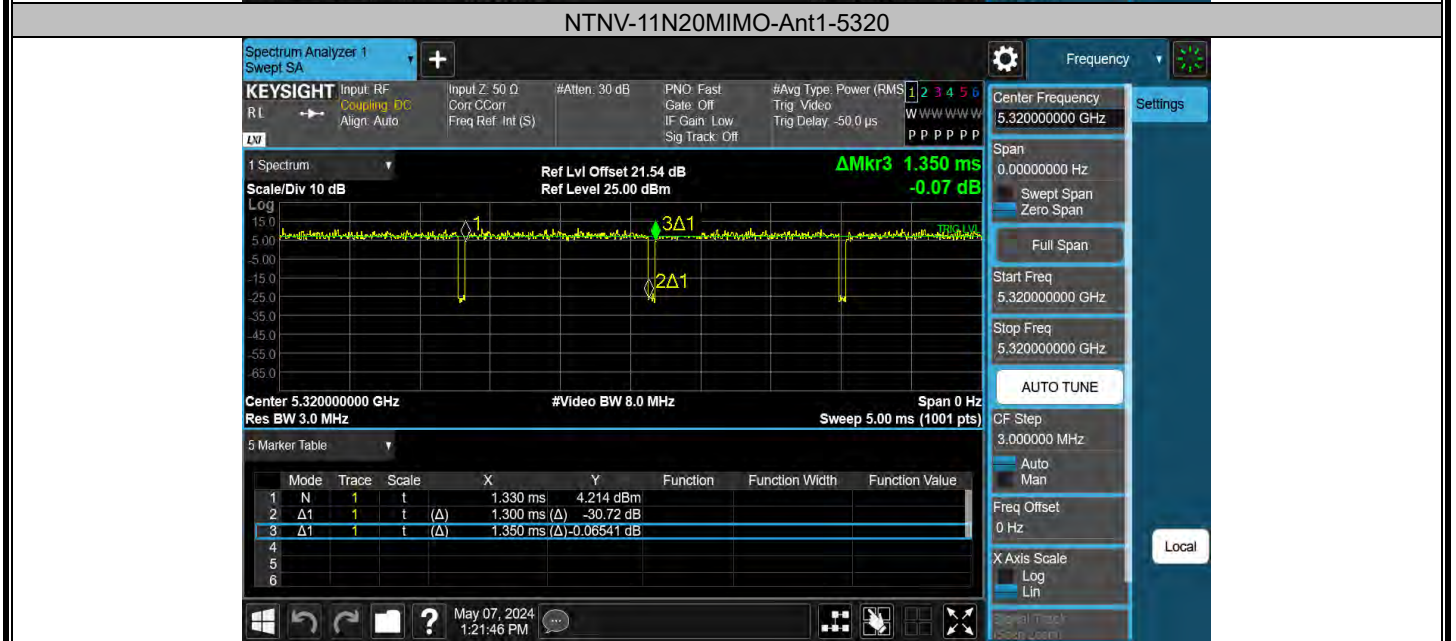 NTNV-11N20MIMO-Ant1-5320
Spectrum Analyzer 1
Swept SA
+
Frequency
KEYSIGHT
RL
LXI
Input: RF
Coupling: DC
Align: Auto
Input Z: 50 Ω
Corr CCorr
Freq Ref: Int (S)
#Atten: 30 dB
PNO: Fast
Gate: Off
IF Gain: Low
Sig Track: Off
#Avg Type: Power (RMS
Trig: Video
Trig Delay: -50.0 µs
1 2 3 4 5 6
W W W W W W
P P P P P P
1 Spectrum
Scale/Div 10 dB
Log
Ref Lvl Offset 21.54 dB
Ref Level 25.00 dBm
ΔMkr3 1.350 ms
-0.07 dB
15.0
5.00
-5.00
-15.0
-25.0
-35.0
-45.0
-55.0
-65.0
1
3Δ1
2Δ1
TRIG LVL
Center 5.320000000 GHz
Res BW 3.0 MHz
#Video BW 8.0 MHz
Span 0 Hz
Sweep 5.00 ms (1001 pts)
5 Marker Table
Mode Trace Scale X Y Function Function Width Function Value
1 N 1 t 1.330 ms 4.214 dBm
2 Δ1 1 t (Δ) 1.300 ms (Δ) -30.72 dB
3 Δ1 1 t (Δ) 1.350 ms (Δ) -0.06541 dB
4
5
6
Center Frequency
5.320000000 GHz
Settings
Span
0.00000000 Hz
Swept Span
Zero Span
Full Span
Start Freq
5.320000000 GHz
Stop Freq
5.320000000 GHz
AUTO TUNE
CF Step
3.000000 MHz
Auto
Man
Freq Offset
0 Hz
X Axis Scale
Log
Lin
Signal Track
(Span Zoom)
Local
?
May 07, 2024
1:21:46 PM